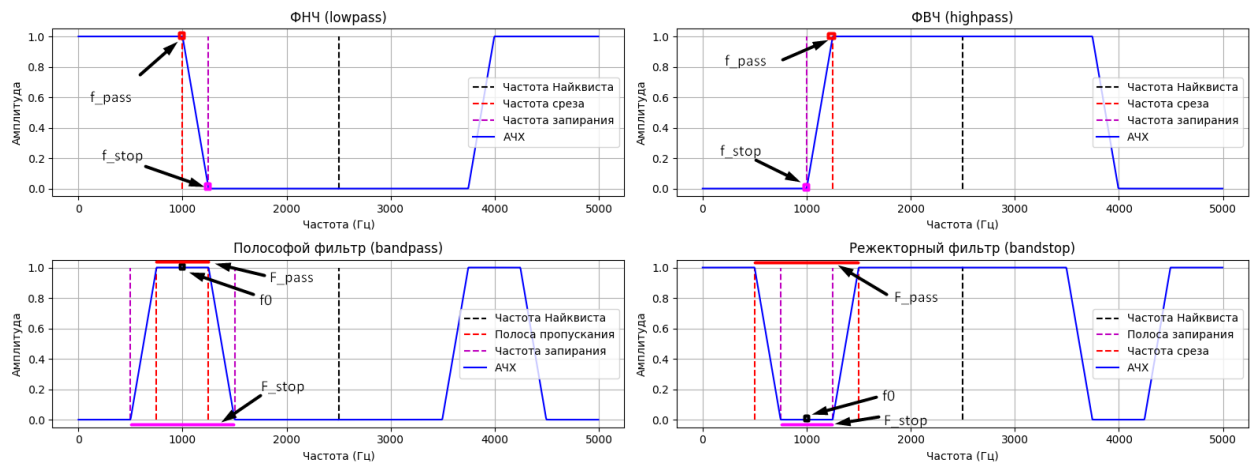 ФНЧ (lowpass)
1.0
0.8
0.6
0.4
0.2
0.0
Амплитуда
f_pass
f_stop
Частота Найквиста
Частота среза
Частота запирания
АЧХ
0 1000 2000 3000 4000 5000
Частота (Гц)
ФВЧ (highpass)
1.0
0.8
0.6
0.4
0.2
0.0
Амплитуда
f_pass
f_stop
Частота Найквиста
Частота среза
Частота запирания
АЧХ
0 1000 2000 3000 4000 5000
Частота (Гц)
Полософой фильтр (bandpass)
1.0
0.8
0.6
0.4
0.2
0.0
Амплитуда
F_pass
f0
F_stop
Частота Найквиста
Полоса пропускания
Частота запирания
АЧХ
0 1000 2000 3000 4000 5000
Частота (Гц)
Режекторный фильтр (bandstop)
1.0
0.8
0.6
0.4
0.2
0.0
Амплитуда
F_pass
f0
F_stop
Частота Найквиста
Полоса запирания
Частота среза
АЧХ
0 1000 2000 3000 4000 5000
Частота (Гц)